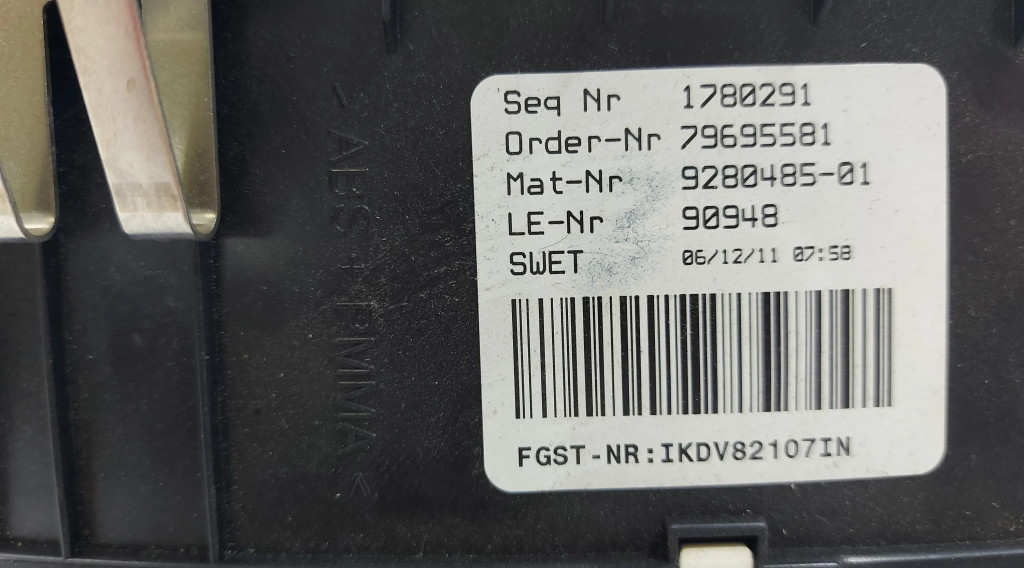 Seq Nr 1780291
Order-Nr 79695581
Mat-Nr 9280485-01
LE-Nr 90948
SWET 06/12/11 07:58
FGST-NR:IKDV82107IN
>ABS+PMMA<